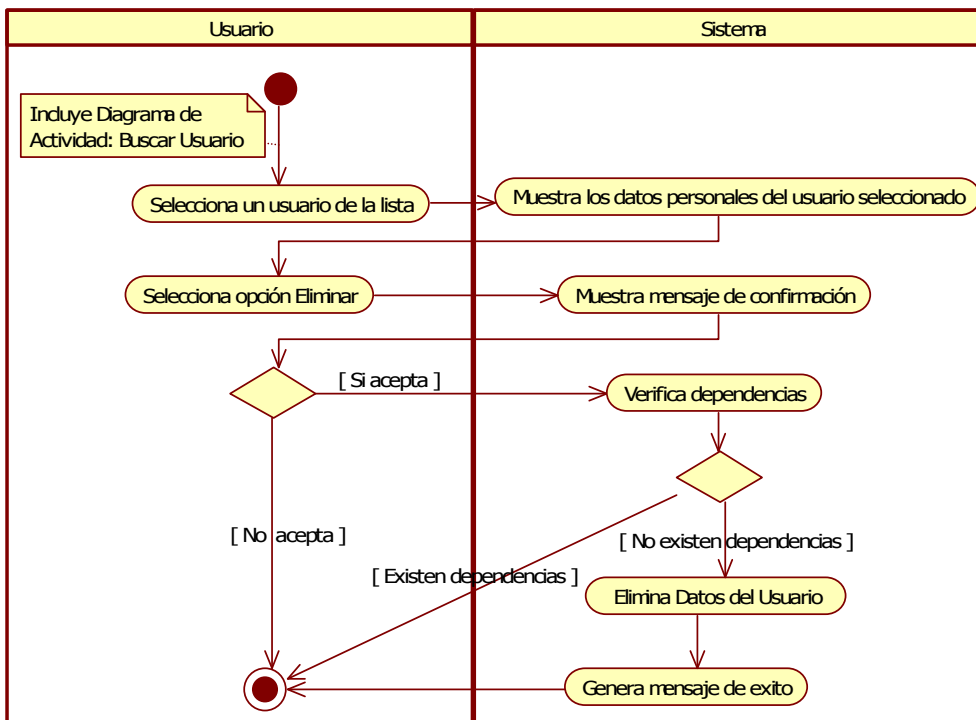 Usuario
Sistema
Incluye Diagrama de
Actividad: Buscar Usuario
Selecciona un usuario de la lista
Muestra los datos personales del usuario seleccionado
Selecciona opción Eliminar
Muestra mensaje de confirmación
[ Si acepta ]
Verifica dependencias
[ No acepta ]
[ No existen dependencias ]
[ Existen dependencias ]
Elimina Datos del Usuario
Genera mensaje de exito